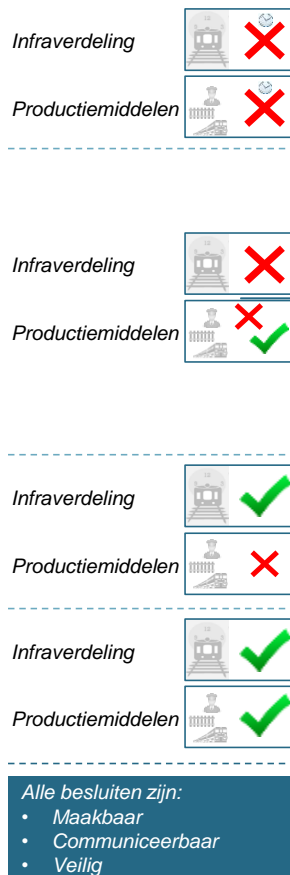 Infraverdeling
Productiemiddelen
Infraverdeling
Productiemiddelen
Infraverdeling
Productiemiddelen
Infraverdeling
Productiemiddelen
Alle besluiten zijn:
• Maakbaar
• Communiceerbaar
• Veilig